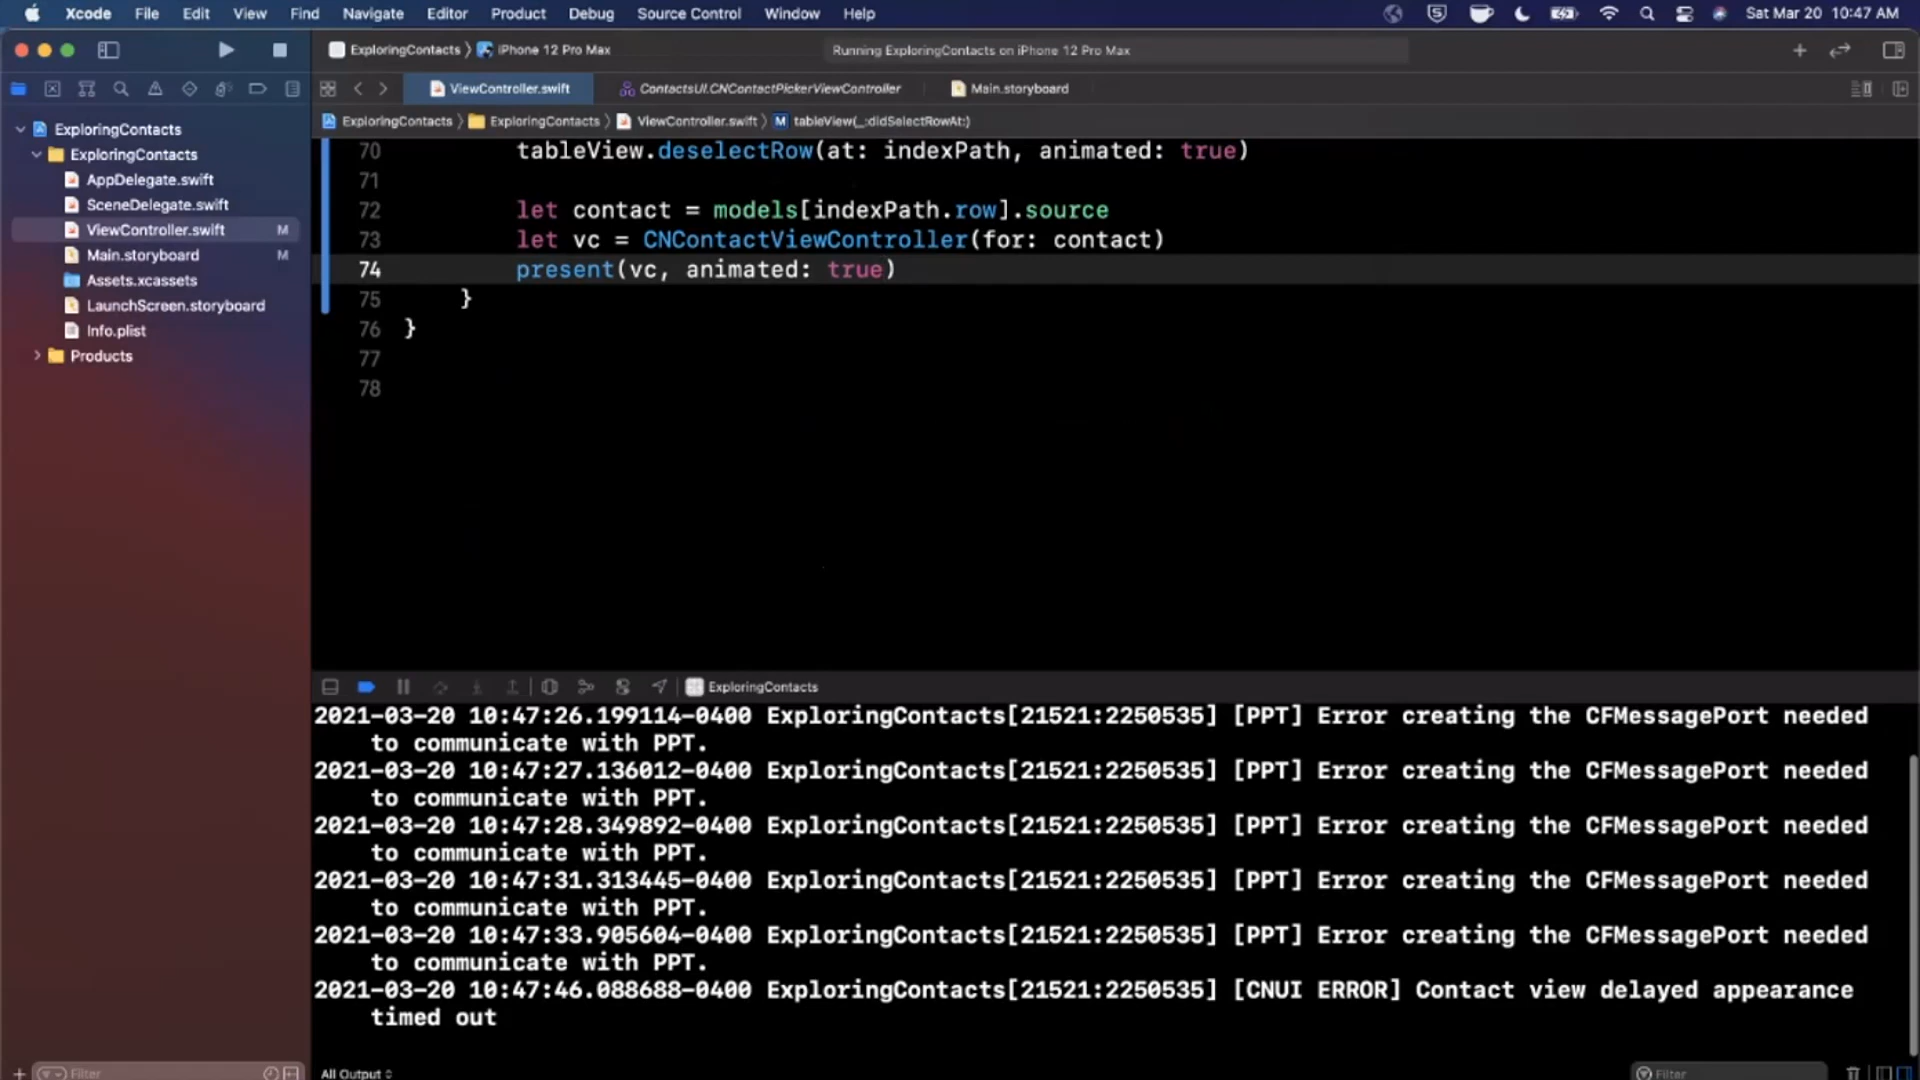 Xcode File Edit View Find Navigate Editor Product Debug Source Control Window Help Sat Mar 20 10:47 AM
ExploringContacts 〉 iPhone 12 Pro Max Running ExploringContacts on iPhone 12 Pro Max
ViewController.swift ContactsUI.CNContactPickerViewController Main.storyboard
ExploringContacts 〉 ExploringContacts 〉 ViewController.swift 〉 M tableView(_:didSelectRowAt:)
ExploringContacts
ExploringContacts
AppDelegate.swift
SceneDelegate.swift
ViewController.swift M
Main.storyboard M
Assets.xcassets
LaunchScreen.storyboard
Info.plist
Products
70 tableView.deselectRow(at: indexPath, animated: true)
71
72 let contact = models[indexPath.row].source
73 let vc = CNContactViewController(for: contact)
74 present(vc, animated: true)
75 }
76 }
77
78
ExploringContacts
2021-03-20 10:47:26.199114-0400 ExploringContacts[21521:2250535] [PPT] Error creating the CFMessagePort needed
to communicate with PPT.
2021-03-20 10:47:27.136012-0400 ExploringContacts[21521:2250535] [PPT] Error creating the CFMessagePort needed
to communicate with PPT.
2021-03-20 10:47:28.349892-0400 ExploringContacts[21521:2250535] [PPT] Error creating the CFMessagePort needed
to communicate with PPT.
2021-03-20 10:47:31.313445-0400 ExploringContacts[21521:2250535] [PPT] Error creating the CFMessagePort needed
to communicate with PPT.
2021-03-20 10:47:33.905604-0400 ExploringContacts[21521:2250535] [PPT] Error creating the CFMessagePort needed
to communicate with PPT.
2021-03-20 10:47:46.088688-0400 ExploringContacts[21521:2250535] [CNUI ERROR] Contact view delayed appearance
timed out
Filter All Output Filter